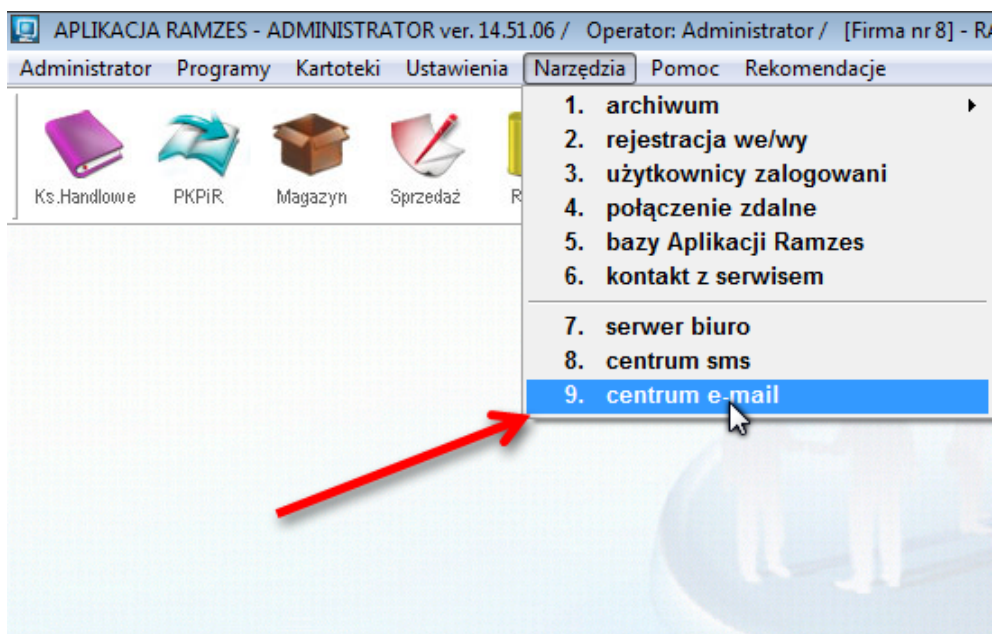 APLIKACJA RAMZES - ADMINISTRATOR ver. 14.51.06 / Operator: Administrator / [Firma nr 8] -
Administrator Programy Kartoteki Ustawienia Narzędzia Pomoc Rekomendacje
Ks.Handlowe PKPiR Magazyn Sprzedaż
1. archiwum
2. rejestracja we/wy
3. użytkownicy zalogowani
4. połączenie zdalne
5. bazy Aplikacji Ramzes
6. kontakt z serwisem
7. serwer biuro
8. centrum sms
9. centrum e-mail